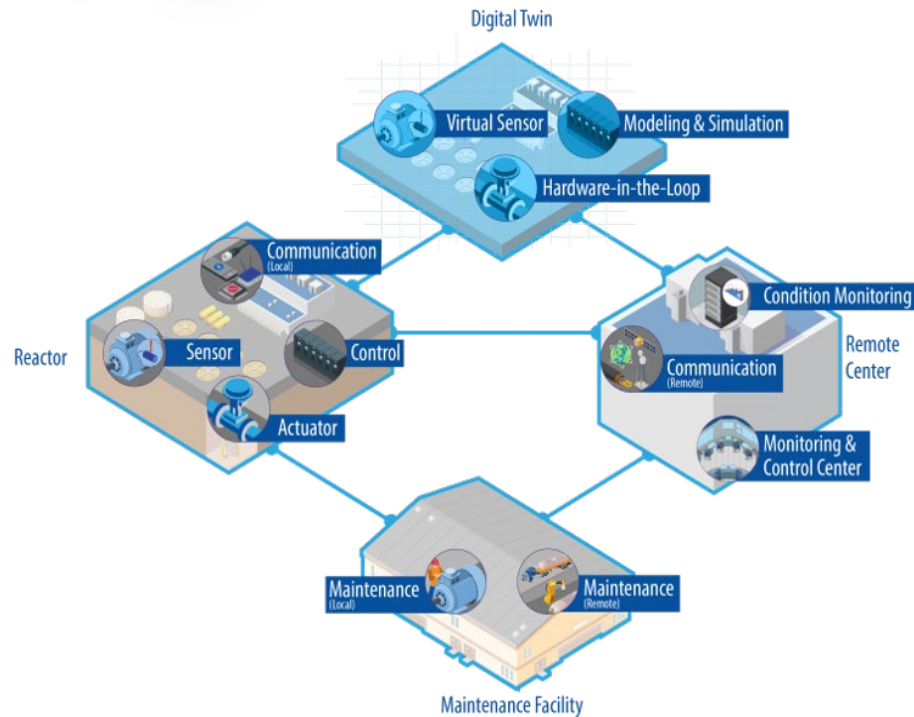 Digital Twin
Virtual Sensor
Modeling & Simulation
Hardware-in-the-Loop
Communication
(Local)
Sensor
Control
Actuator
Reactor
Condition Monitoring
Communication
(Remote)
Monitoring &
Control Center
Remote
Center
Maintenance
(Local)
Maintenance
(Remote)
Maintenance Facility